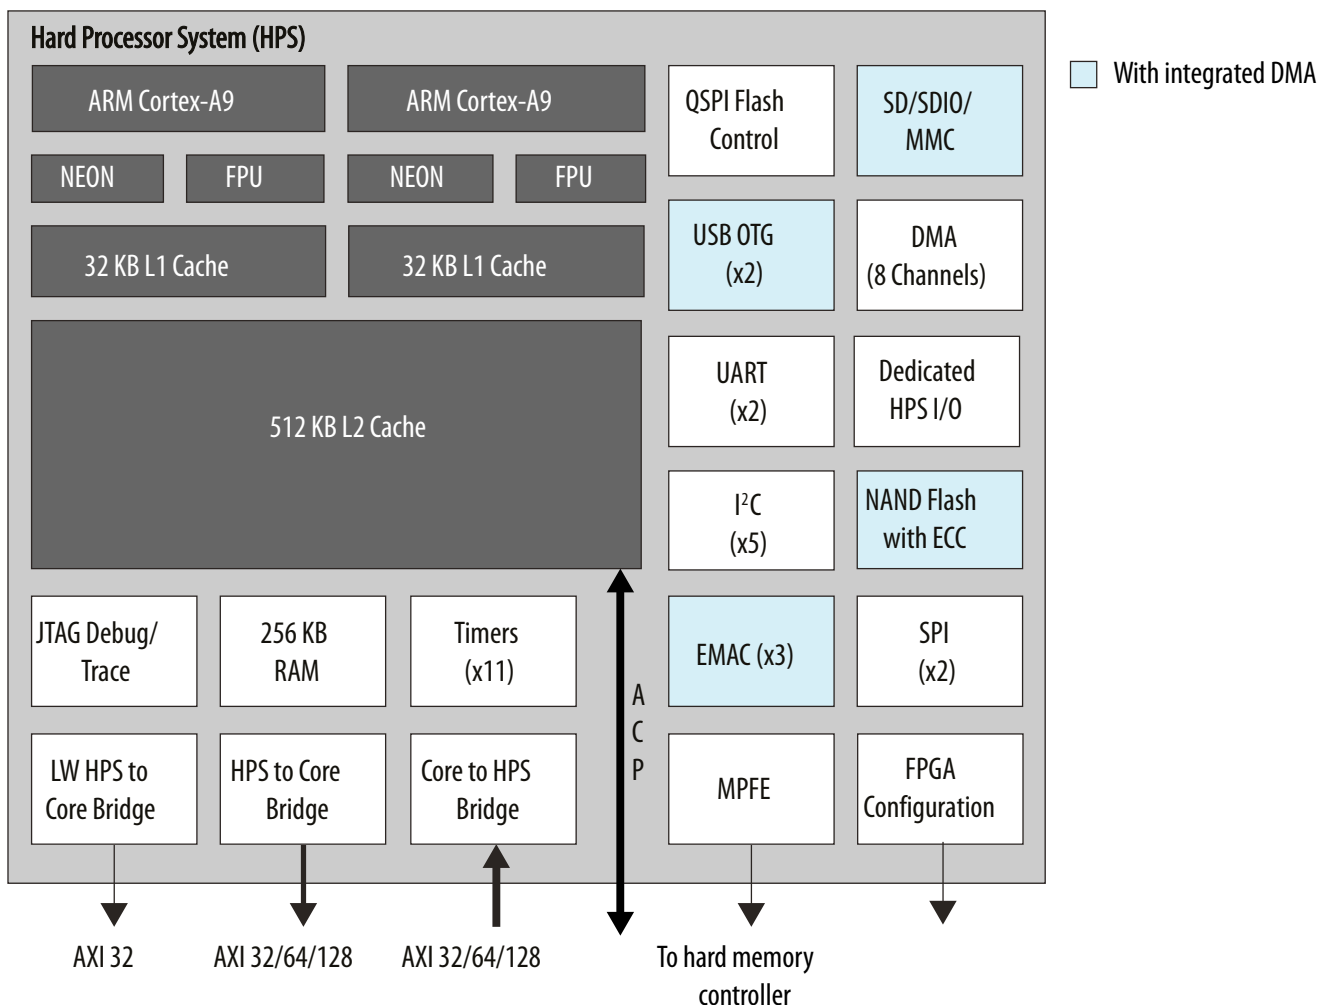 Hard Processor System (HPS)
With integrated DMA
ARM Cortex-A9
ARM Cortex-A9
NEON
FPU
NEON
FPU
32 KB L1 Cache
32 KB L1 Cache
512 KB L2 Cache
QSPI Flash
Control
SD/SDIO/
MMC
USB OTG
(x2)
DMA
(8 Channels)
UART
(x2)
Dedicated
HPS I/O
I²C
(x5)
NAND Flash
with ECC
JTAG Debug/
Trace
256 KB
RAM
Timers
(x11)
A
C
P
EMAC (x3)
SPI
(x2)
LW HPS to
Core Bridge
HPS to Core
Bridge
Core to HPS
Bridge
MPFE
FPGA
Configuration
AXI 32
AXI 32/64/128
AXI 32/64/128
To hard memory
controller